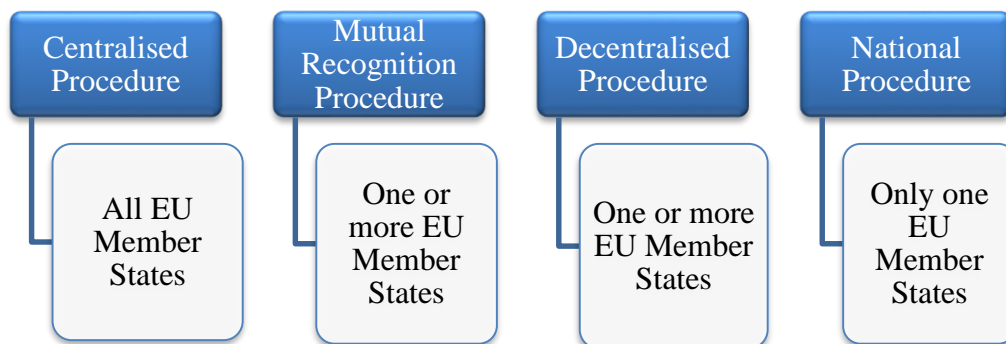 Centralised
Procedure
All EU
Member
States
Mutual
Recognition
Procedure
One or
more EU
Member
States
Decentralised
Procedure
One or more
EU Member
States
National
Procedure
Only one
EU
Member
States